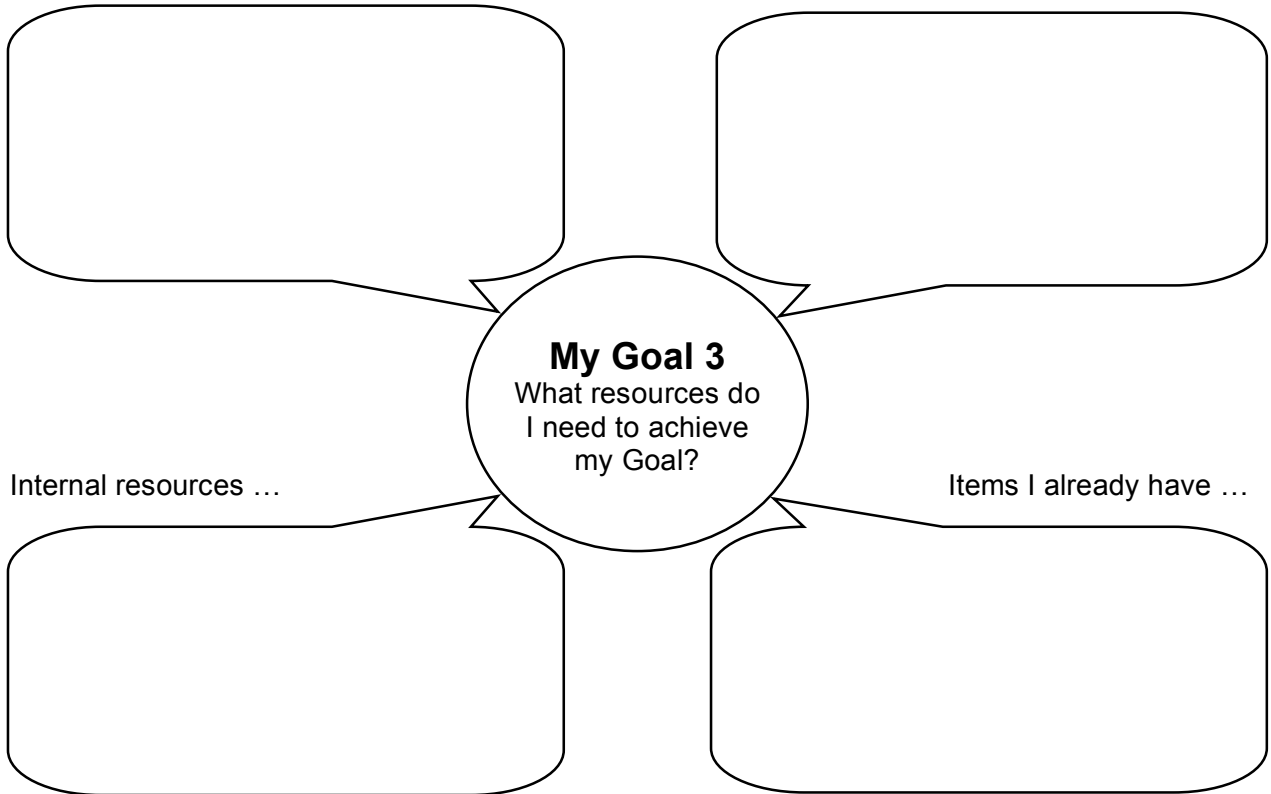 My Goal 3
What resources do
I need to achieve
my Goal?
Internal resources …
Items I already have …